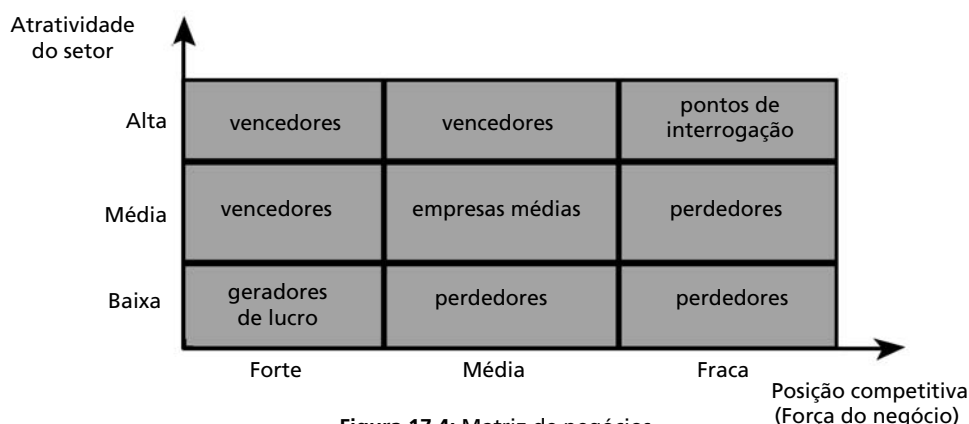 Atratividade
do setor
Alta
vencedores
vencedores
pontos de
interrogação
Média
vencedores
empresas médias
perdedores
Baixa
geradores
de lucro
perdedores
perdedores
Forte
Média
Fraca
Posição competitiva
(Força do negócio)
Figura 17.4: Matriz de negócios